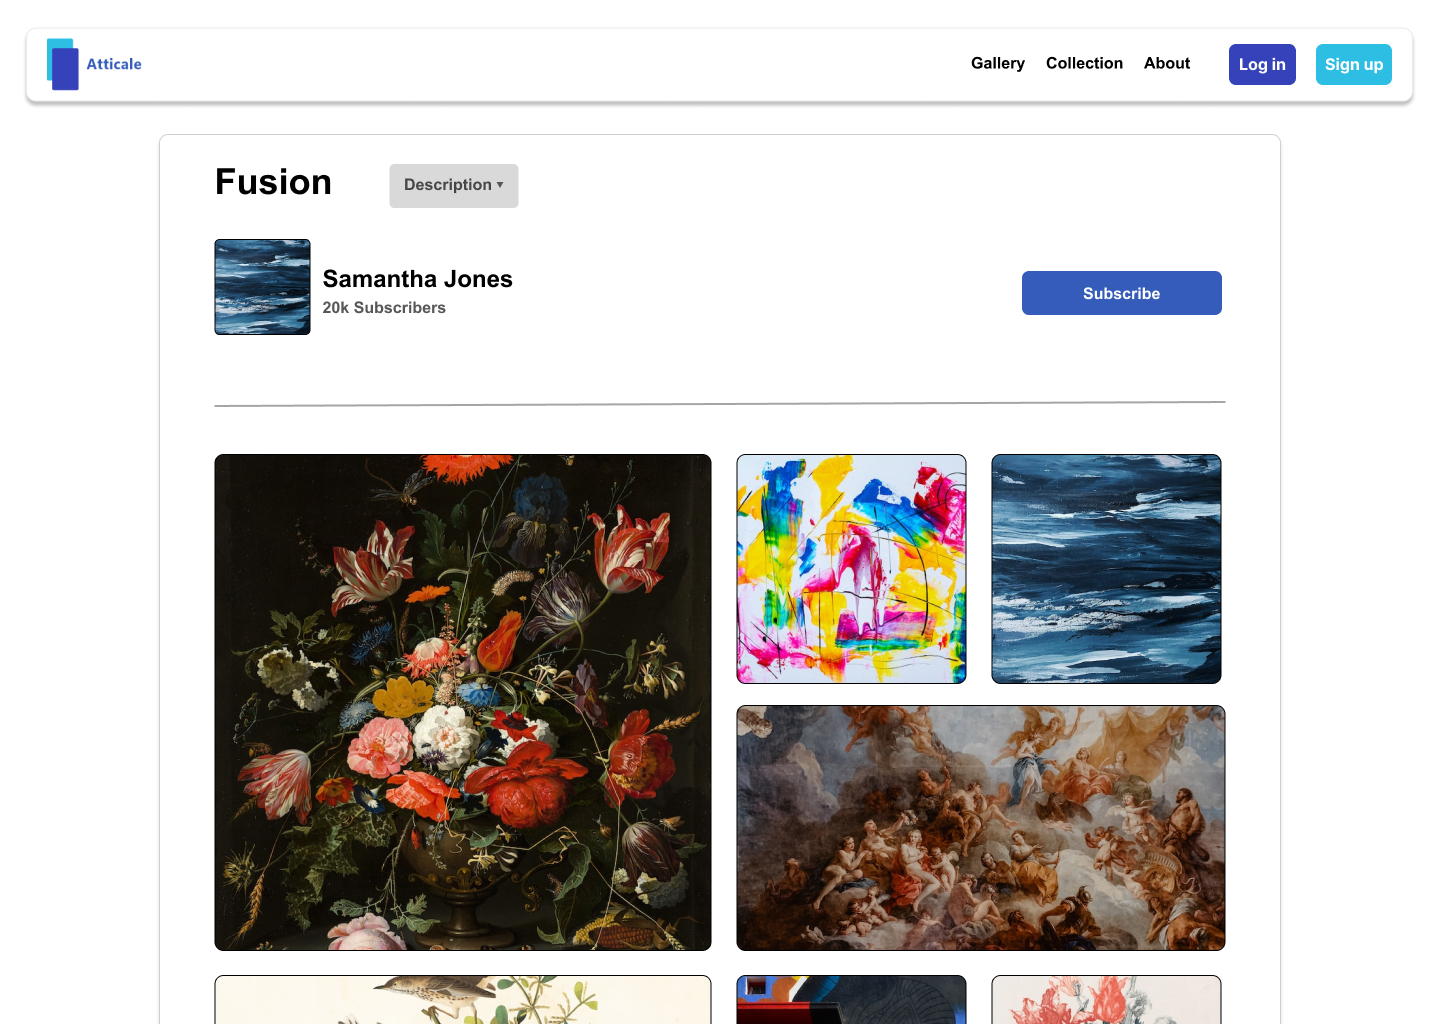 Atticale
Gallery Collection About Log in Sign up
Fusion
Description ▾
Samantha Jones
20k Subscribers
Subscribe